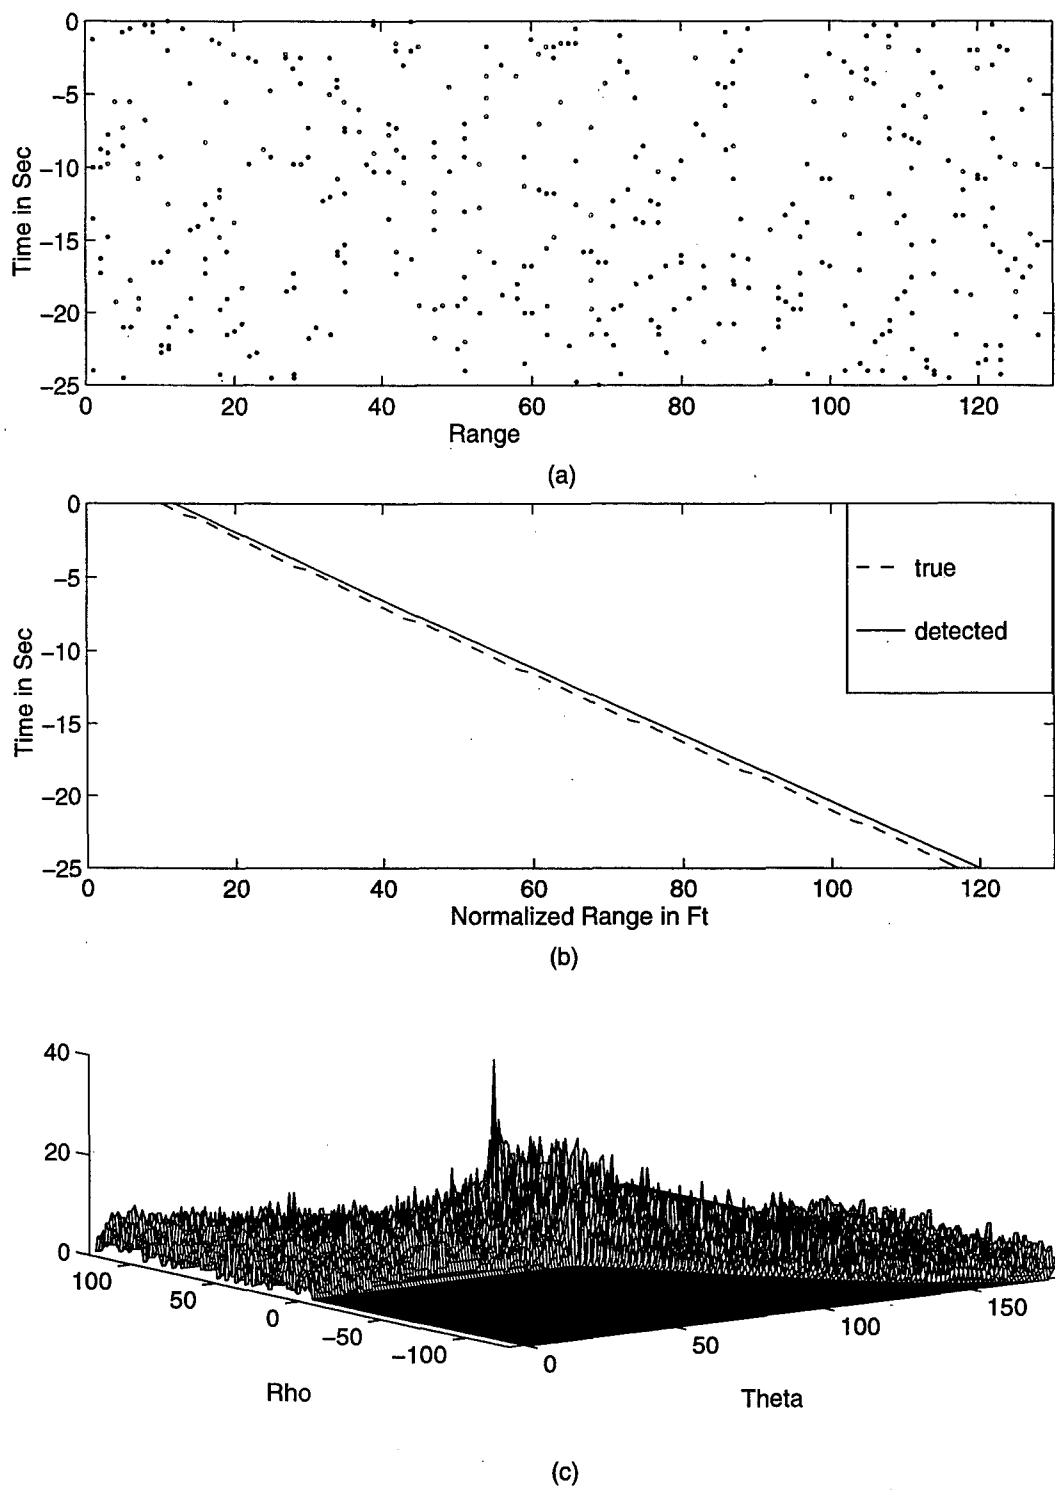 0
−5
−10
−15
−20
−25
Time in Sec
0 20 40 60 80 100 120
Range
(a)
0
−5
−10
−15
−20
−25
Time in Sec
true
detected
0 20 40 60 80 100 120
Normalized Range in Ft
(b)
40
20
0
100 50 0 −50 −100
0 50 100 150
Rho
Theta
(c)